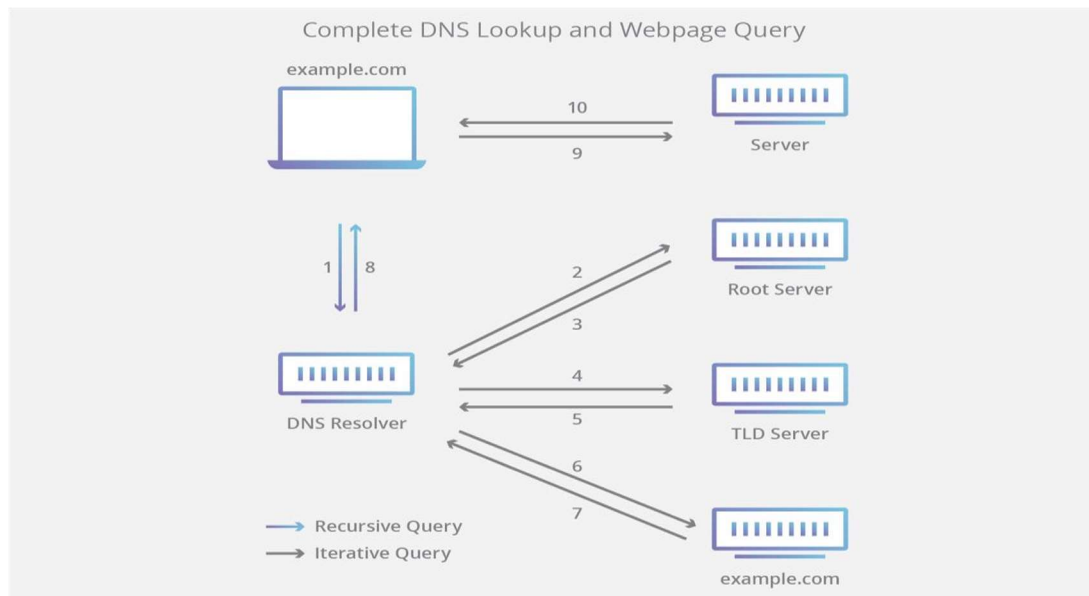 Complete DNS Lookup and Webpage Query
example.com
10
9
Server
1
8
2
3
Root Server
DNS Resolver
4
5
TLD Server
6
7
example.com
Recursive Query
Iterative Query